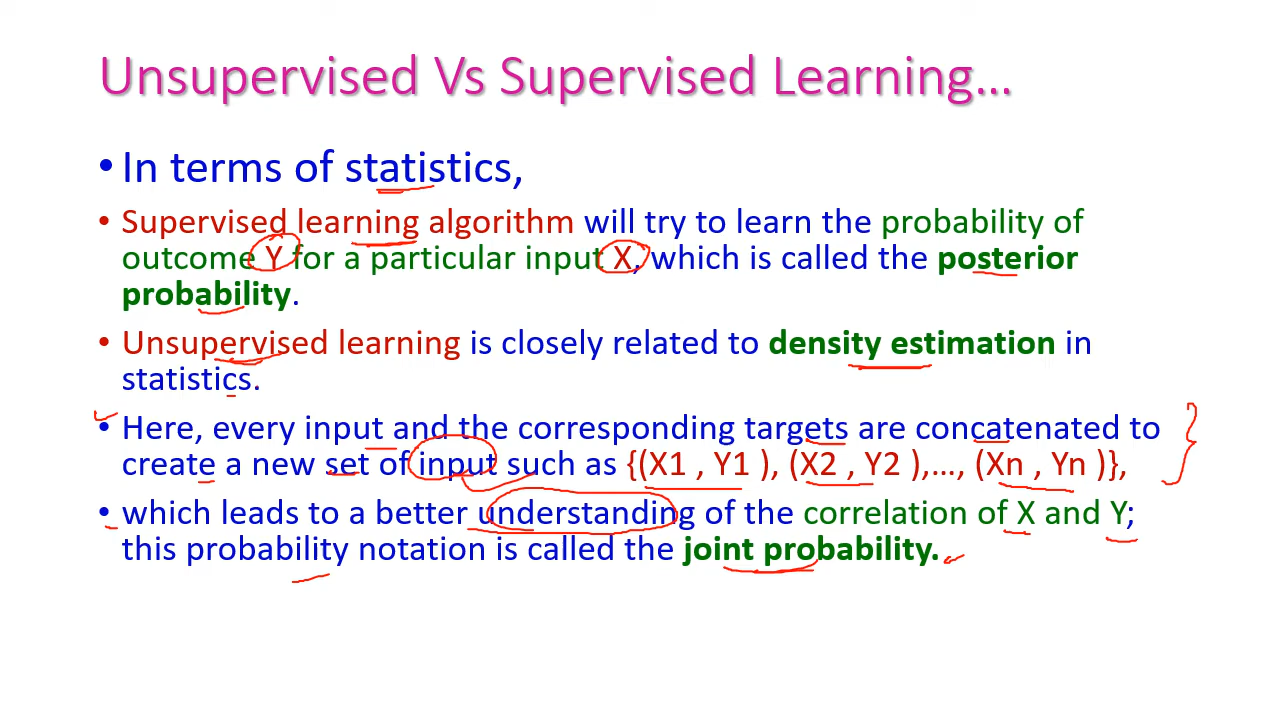 Unsupervised Vs Supervised Learning...
• In terms of statistics,
• Supervised learning algorithm will try to learn the probability of
outcome Y for a particular input X, which is called the posterior
probability.
• Unsupervised learning is closely related to density estimation in
statistics.
• Here, every input and the corresponding targets are concatenated to
create a new set of input such as {(X1 , Y1 ), (X2 , Y2 ),..., (Xn , Yn )},
• which leads to a better understanding of the correlation of X and Y;
this probability notation is called the joint probability.